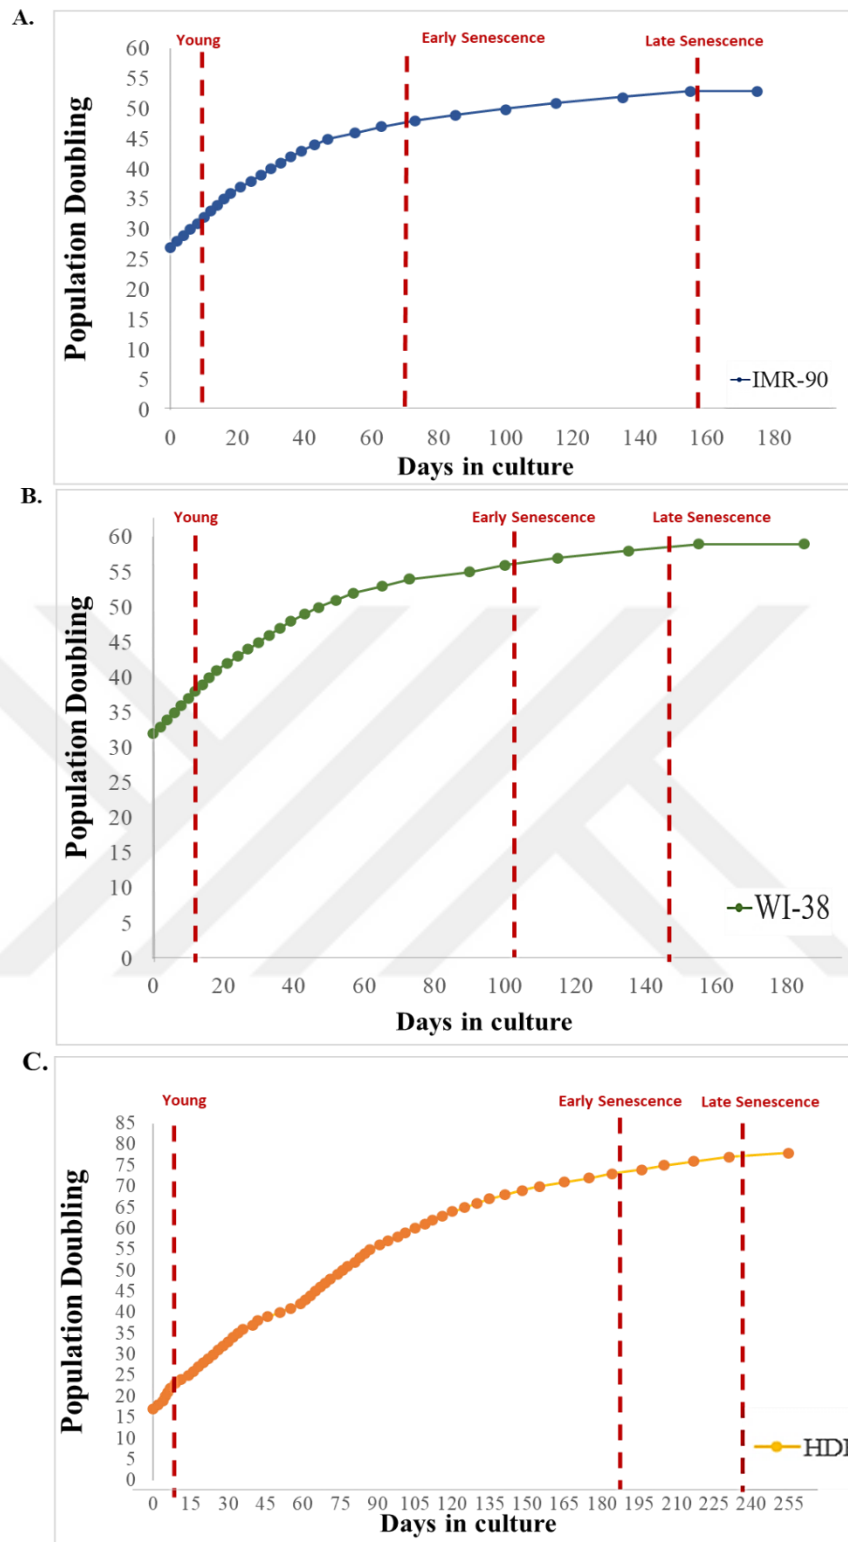 A.
Young
Early Senescence
Late Senescence
60
55
50
45
40
35
30
25
20
15
10
5
0
Population Doubling
IMR-90
0 20 40 60 80 100 120 140 160 180
Days in culture
B.
Young
Early Senescence
Late Senescence
60
55
50
45
40
35
30
25
20
15
10
5
0
Population Doubling
WI-38
0 20 40 60 80 100 120 140 160 180
Days in culture
C.
Young
Early Senescence
Late Senescence
85
80
75
70
65
60
55
50
45
40
35
30
25
20
15
10
5
0
Population Doubling
0 15 30 45 60 75 90 105 120 135 150 165 180 195 210 225 240 255
Days in culture